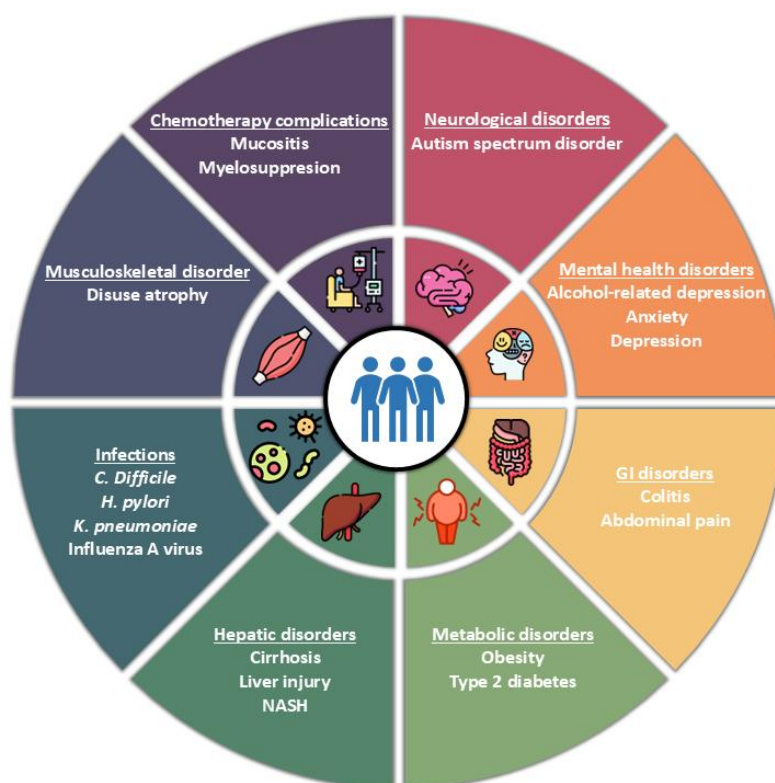 Chemotherapy complications
Mucositis
Myelosuppresion
Neurological disorders
Autism spectrum disorder
Mental health disorders
Alcohol-related depression
Anxiety
Depression
GI disorders
Colitis
Abdominal pain
Metabolic disorders
Obesity
Type 2 diabetes
Hepatic disorders
Cirrhosis
Liver injury
NASH
Infections
C. Difficile
H. pylori
K. pneumoniae
Influenza A virus
Musculoskeletal disorder
Disuse atrophy